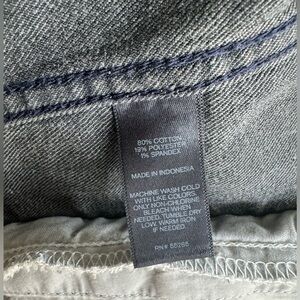 80% COTTON
19% POLYESTER
1% SPANDEX
MADE IN INDONESIA
MACHINE WASH COLD
WITH LIKE COLORS.
ONLY NON-CHLORINE
BLEACH WHEN
NEEDED. TUMBLE DRY
LOW. WARM IRON IF
NEEDED.
RN#